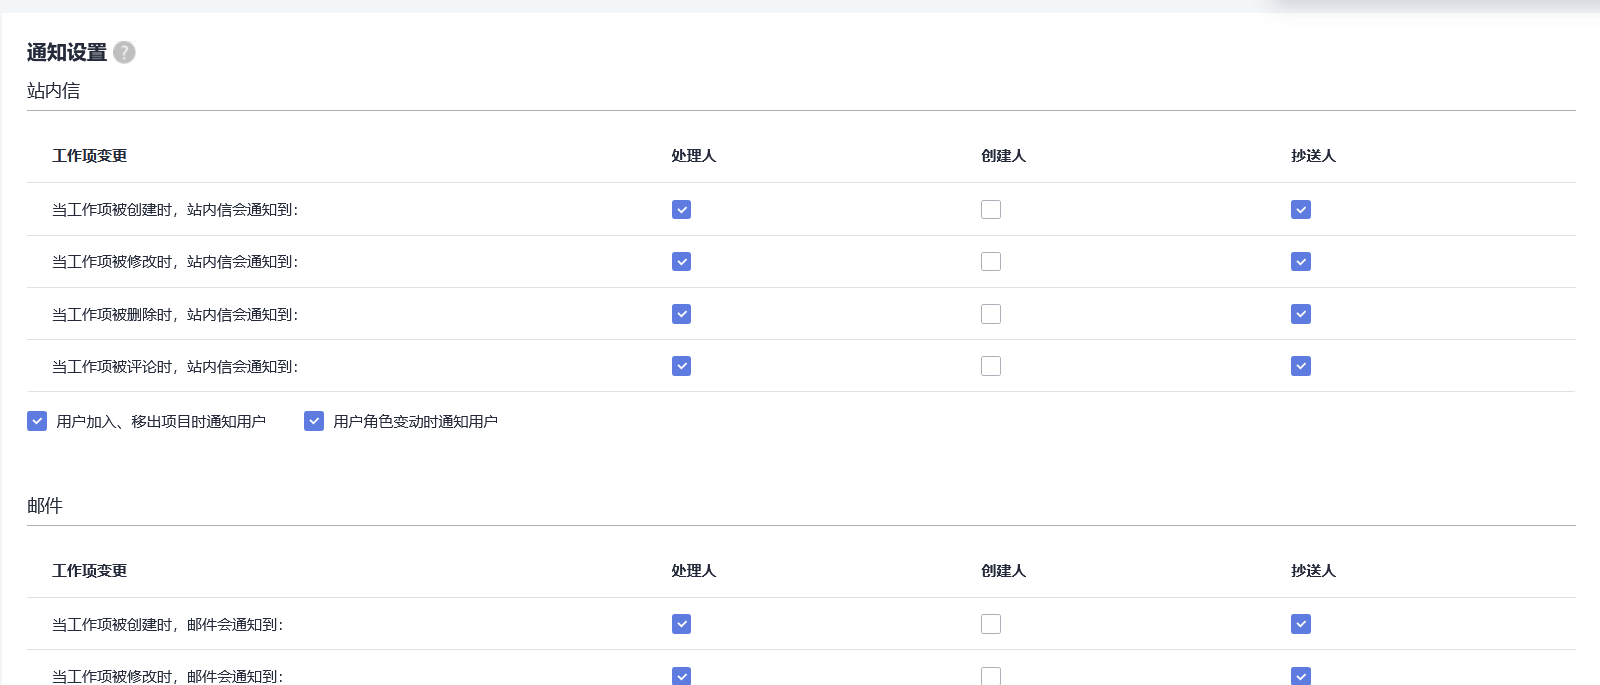 通知设置 ?
站内信
工作项变更 处理人 创建人 抄送人
当工作项被创建时，站内信会通知到：
当工作项被修改时，站内信会通知到：
当工作项被删除时，站内信会通知到：
当工作项被评论时，站内信会通知到：
用户加入、移出项目时通知用户 用户角色变动时通知用户
邮件
工作项变更 处理人 创建人 抄送人
当工作项被创建时，邮件会通知到：
当工作项被修改时，邮件会通知到：